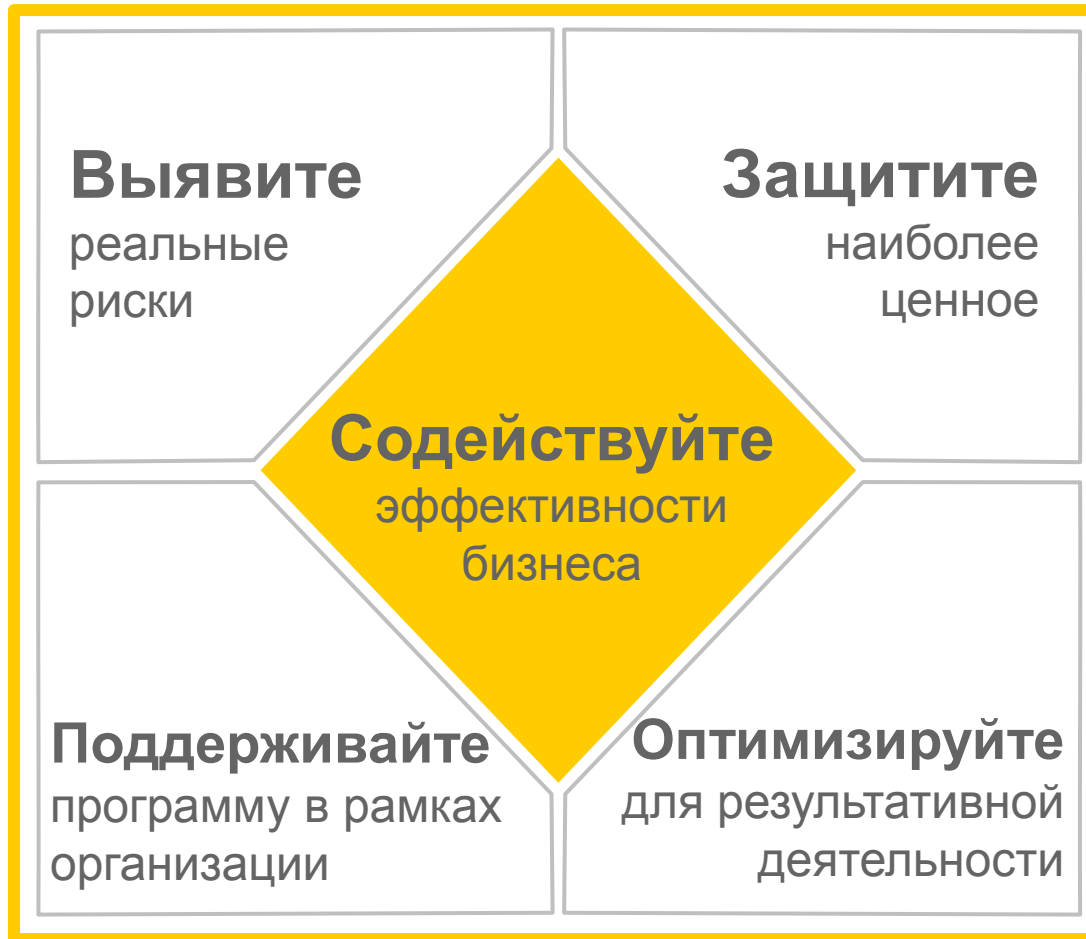 Выявите
реальные
риски
Защитите
наиболее
ценное
Содействуйте
эффективности
бизнеса
Поддерживайте
программу в рамках
организации
Оптимизируйте
для результативной
деятельности